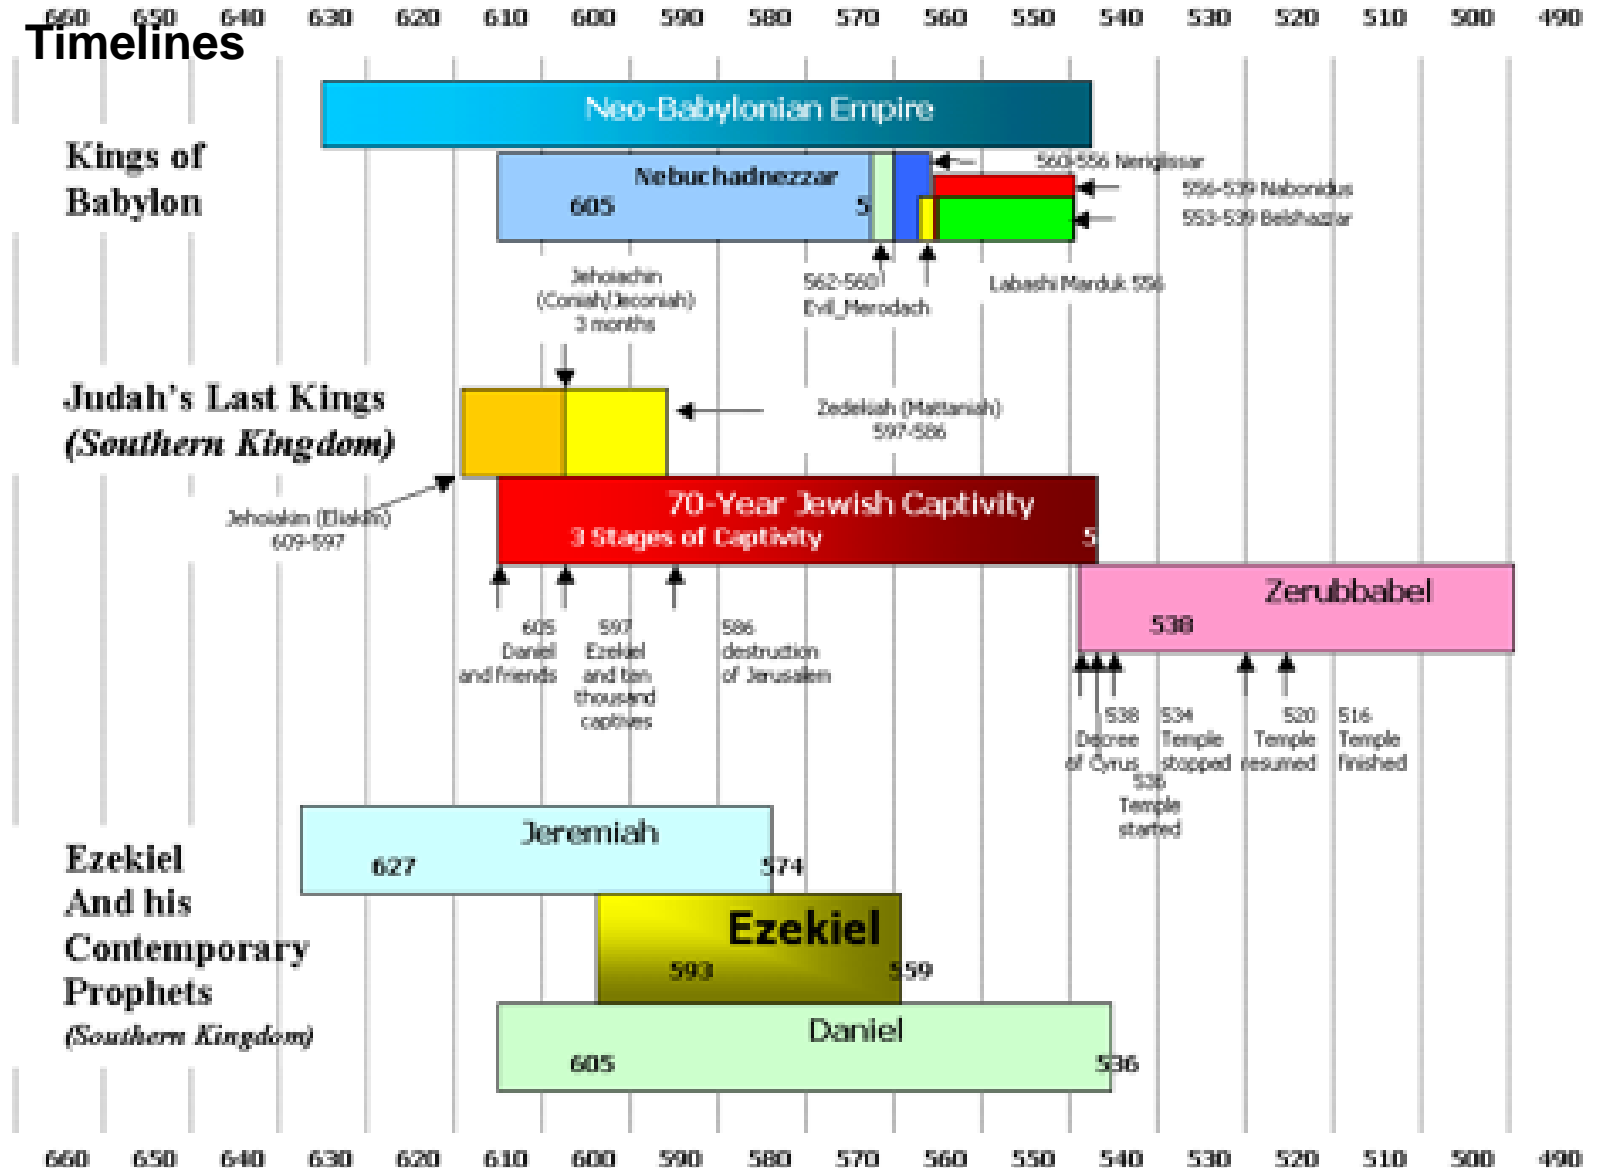 660 650 640 630 620 610 600 590 580 570 560 550 540 530 520 510 500 490
Timelines
Neo-Babylonian Empire
Kings of
Babylon
Nebuchadnezzar
605 5
560-556 Neriglissar
556-539 Nabonidus
553-539 Belshazzar
Labashi Marduk 556
562-560
Evil_Merodach
Jehoiachin
(Coniah/Jeconiah)
3 months
Judah's Last Kings
(Southern Kingdom)
Zedekiah (Mattaniah)
597-586
Jehoiakim (Eliakim)
609-597
70-Year Jewish Captivity
3 Stages of Captivity 5
Zerubbabel
538
605
Daniel
and friends
597
Ezekiel
and ten
thousand
captives
586
destruction
of Jerusalem
538
Decree
of Cyrus
536
Temple
started
534
Temple
stopped
520
Temple
resumed
516
Temple
finished
Jeremiah
627 574
Ezekiel
And his
Contemporary
Prophets
(Southern Kingdom)
Ezekiel
593 559
Daniel
605 536
660 650 640 630 620 610 600 590 580 570 560 550 540 530 520 510 500 490